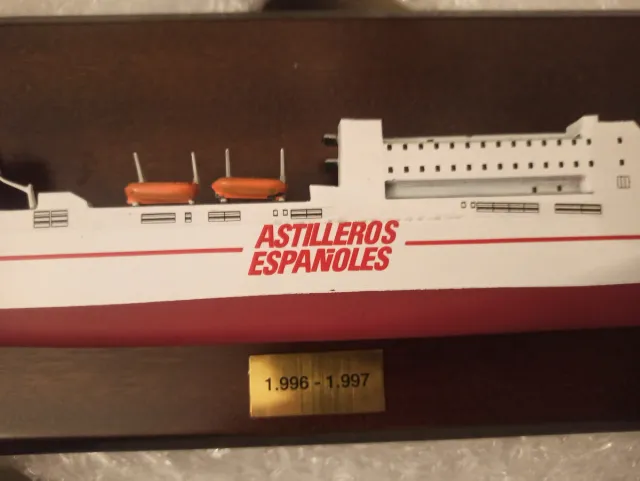 ASTILLEROS
ESPAÑOLES
1.996 - 1.997